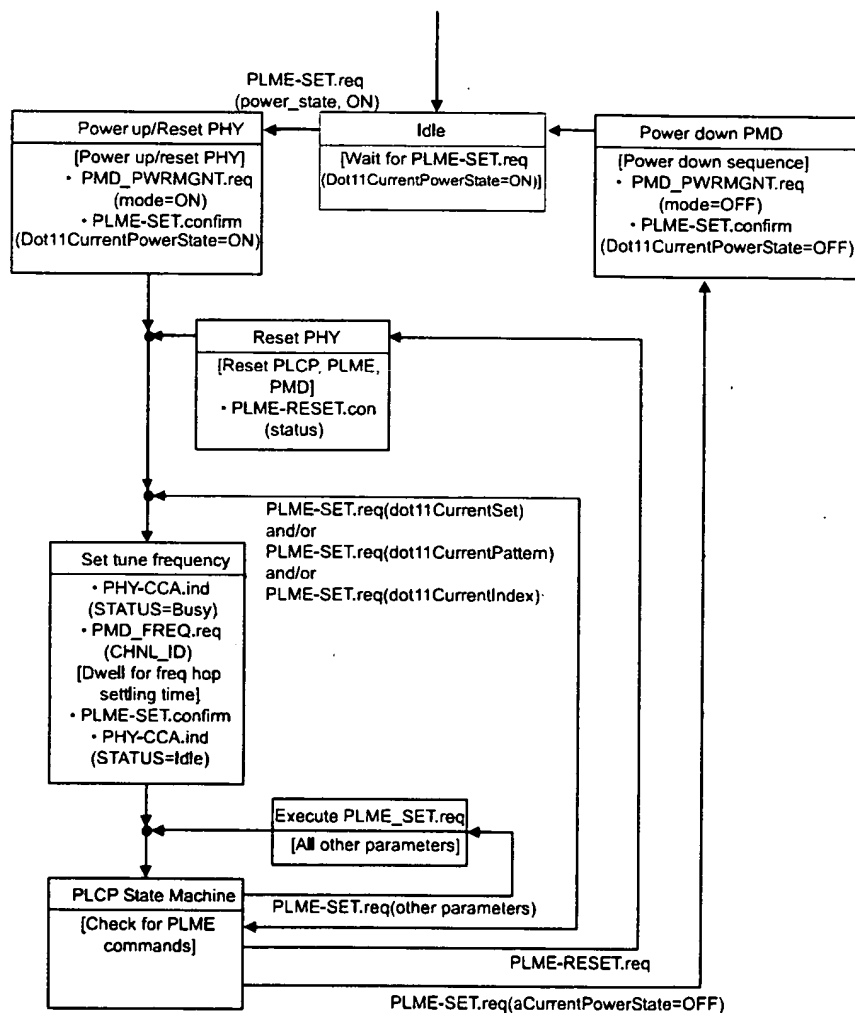 PLME-SET.req
(power_state, ON)
Power up/Reset PHY
[Power up/reset PHY]
• PMD_PWRMGNT.req
(mode=ON)
• PLME-SET.confirm
(Dot11CurrentPowerState=ON)
Idle
[Wait for PLME-SET.req
(Dot11CurrentPowerState=ON)]
Power down PMD
[Power down sequence]
• PMD_PWRMGNT.req
(mode=OFF)
• PLME-SET.confirm
(Dot11CurrentPowerState=OFF)
Reset PHY
[Reset PLCP, PLME,
PMD]
• PLME-RESET.con
(status)
PLME-SET.req(dot11CurrentSet)
and/or
PLME-SET.req(dot11CurrentPattern)
and/or
PLME-SET.req(dot11CurrentIndex)
Set tune frequency
• PHY-CCA.ind
(STATUS=Busy)
• PMD_FREQ.req
(CHNL_ID)
[Dwell for freq hop
settling time]
• PLME-SET.confirm
• PHY-CCA.ind
(STATUS=Idle)
Execute PLME_SET.req
[All other parameters]
PLCP State Machine
[Check for PLME
commands]
PLME-SET.req(other parameters)
PLME-RESET.req
PLME-SET.req(aCurrentPowerState=OFF)